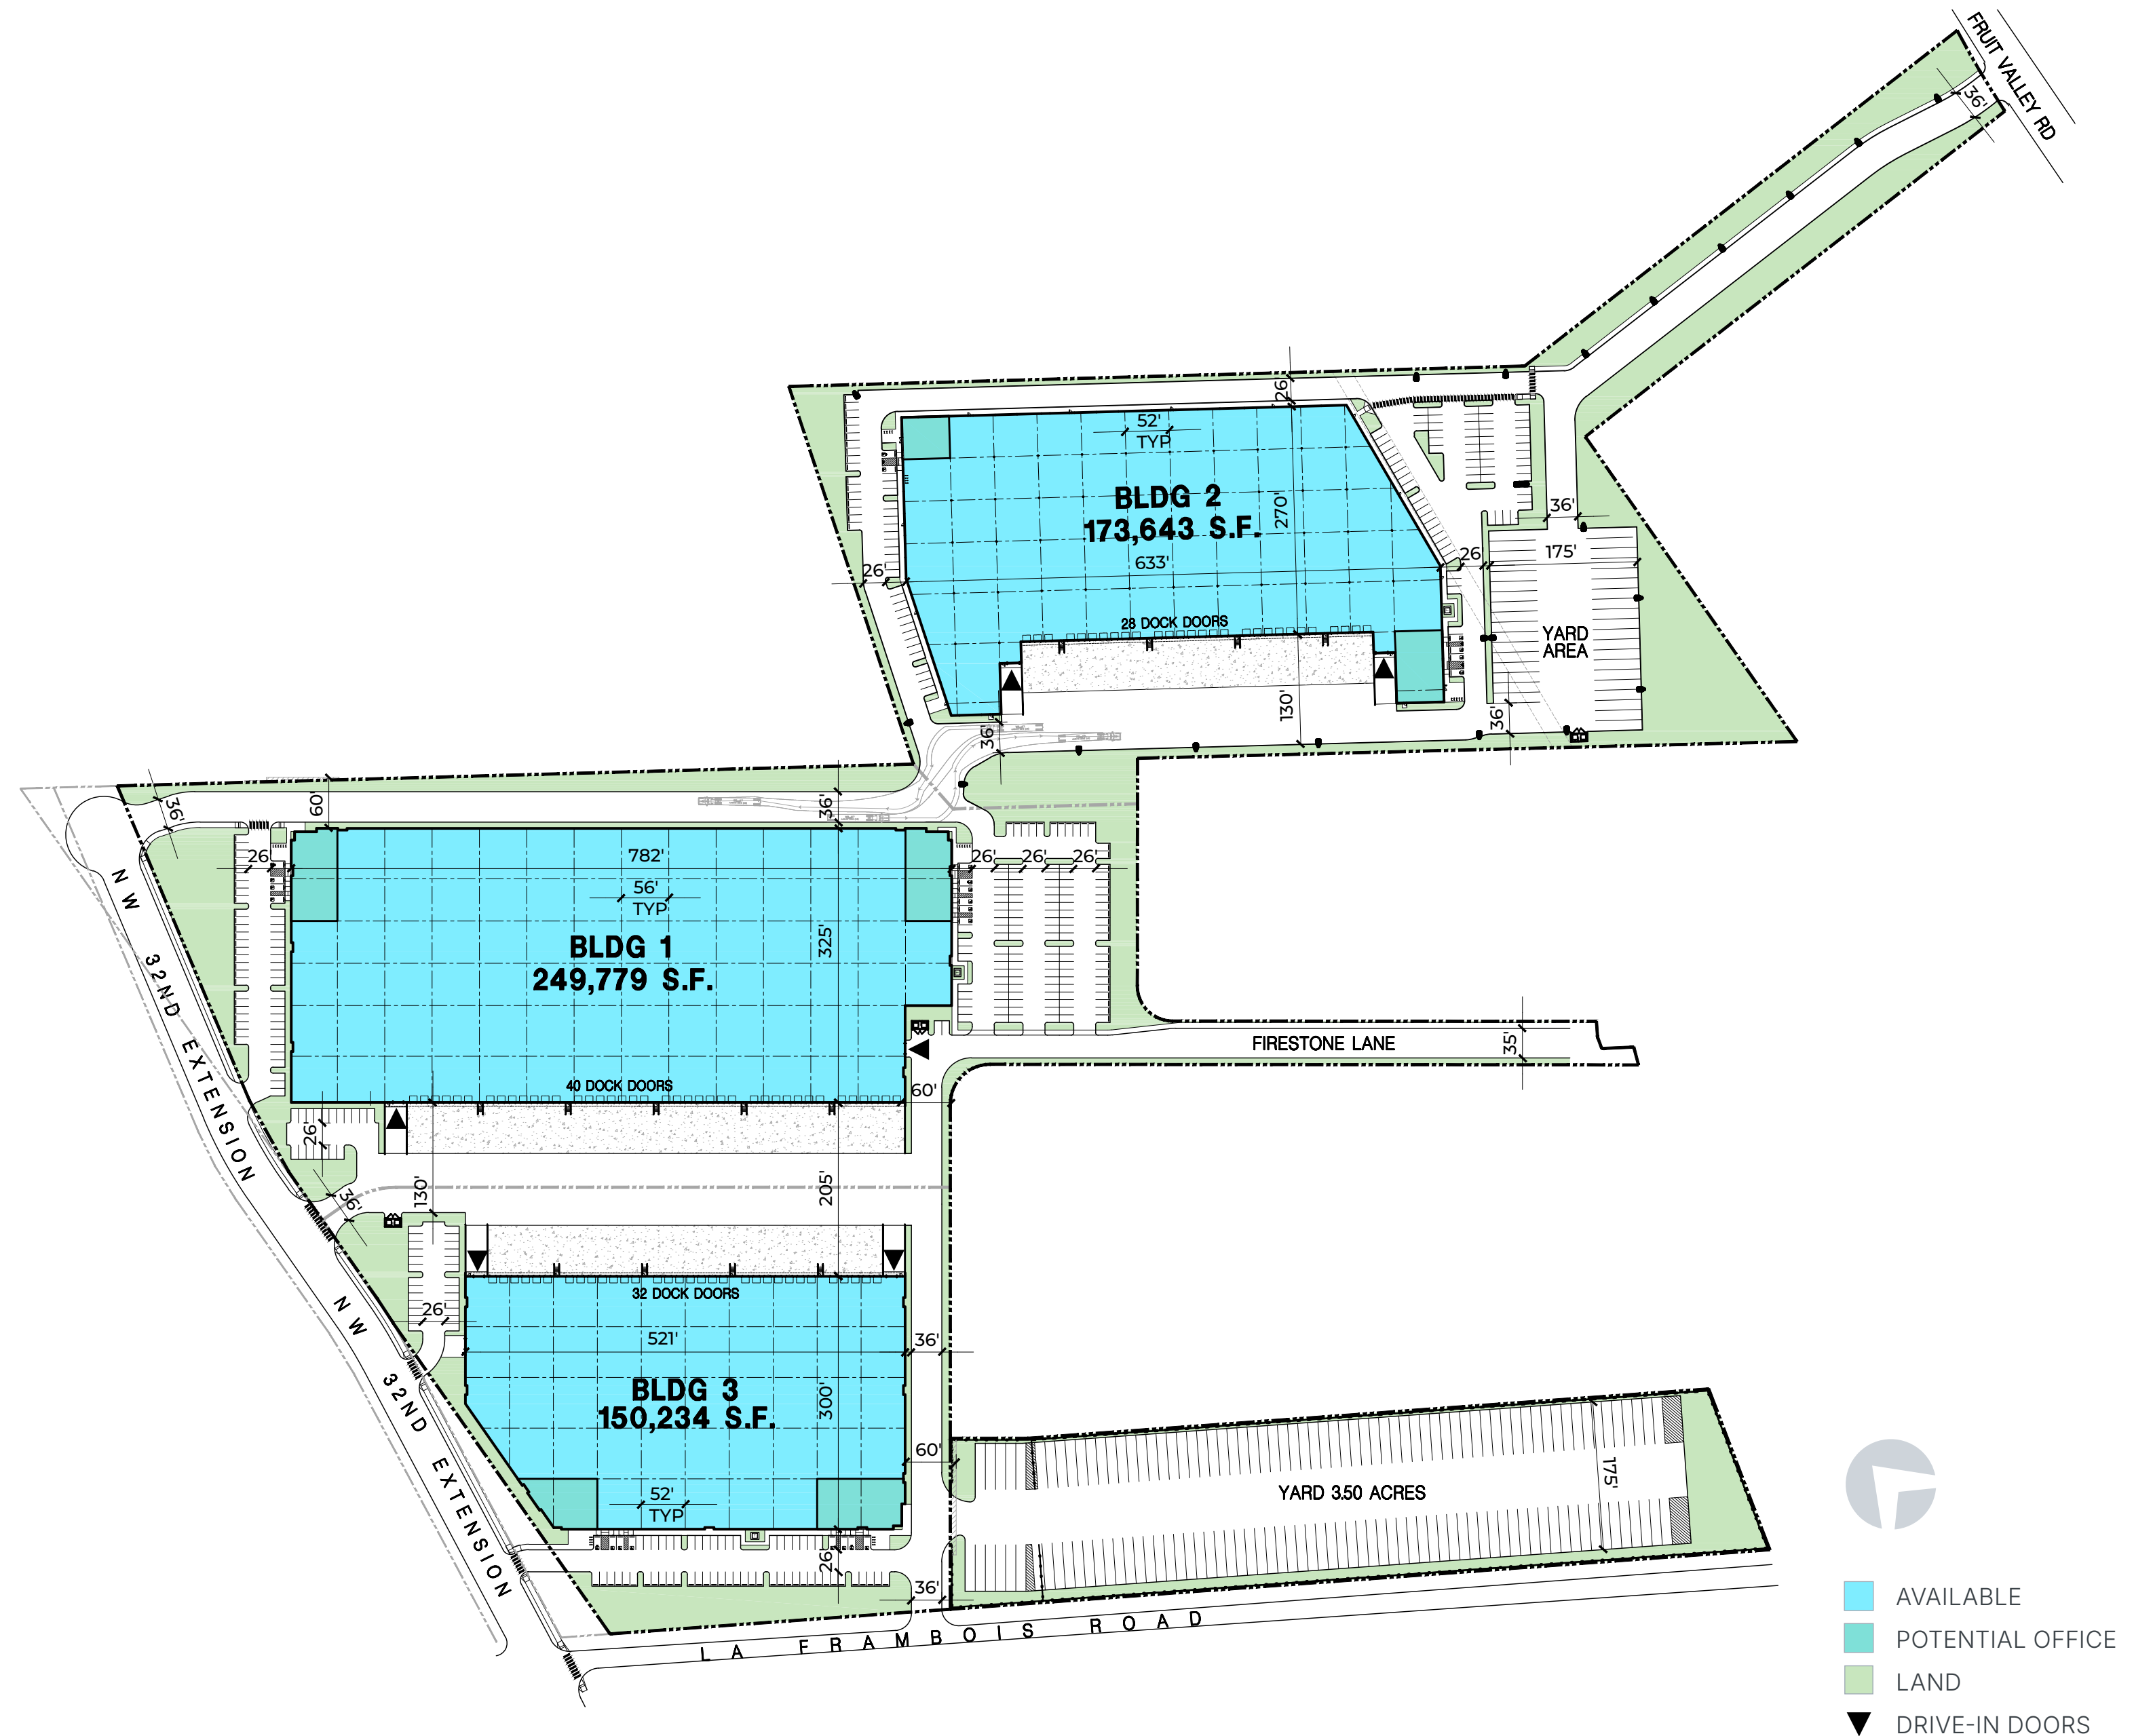 FRUIT VALLEY RD
36'
26'
52'
TYP
BLDG 2
173,643 S.F.
270'
633'
28 DOCK DOORS
26'
36'
26'
175'
YARD
AREA
130'
36'
36'
36'
60'
36'
26'
782'
56'
TYP
26'
26'
26'
BLDG 1
249,779 S.F.
325'
40 DOCK DOORS
60'
FIRESTONE LANE
35'
NW 32ND EXTENSION
26'
36'
130'
205'
32 DOCK DOORS
26'
521'
36'
BLDG 3
150,234 S.F.
300'
60'
52'
TYP
26'
36'
NW 32ND EXTENSION
YARD 3.50 ACRES
175'
LA FRAMBOIS ROAD
AVAILABLE
POTENTIAL OFFICE
LAND
DRIVE-IN DOORS